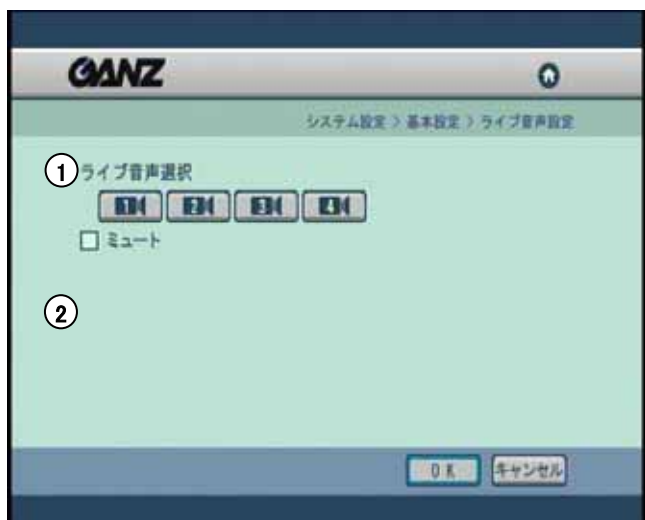 GANZ
システム設定 > 基本設定 > ライブ音声設定
① ライブ音声選択
1 2 3 4
ミュート
②
OK キャンセル